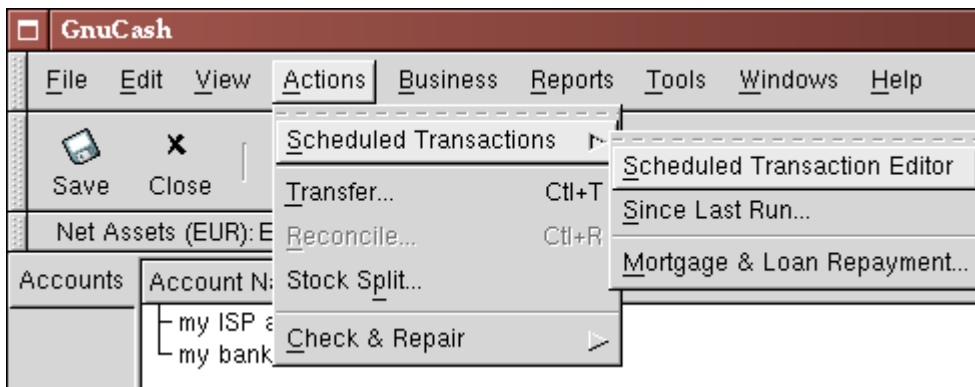 GnuCash
File Edit View Actions Business Reports Tools Windows Help
Save Close
Scheduled Transactions
Scheduled Transaction Editor
Since Last Run...
Mortgage & Loan Repayment...
Transfer... Ctl+T
Reconcile... Ctl+R
Stock Split...
Check & Repair
Net Assets (EUR):
Accounts
Account
my ISP
my bank